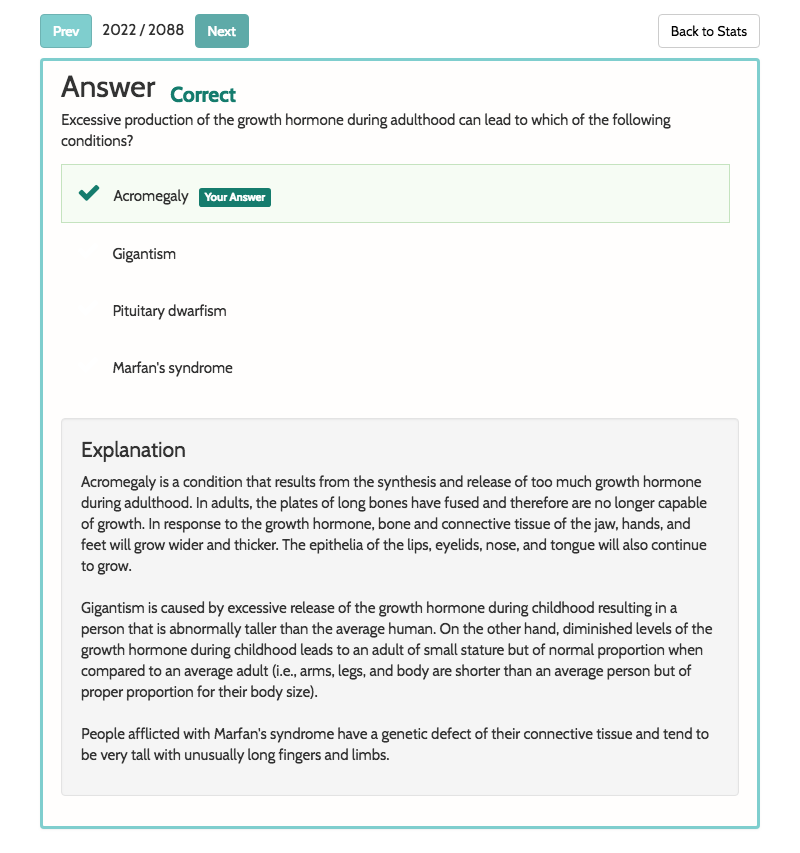 Prev 2022 / 2088 Next Back to Stats
Answer Correct
Excessive production of the growth hormone during adulthood can lead to which of the following
conditions?
Acromegaly Your Answer
Gigantism
Pituitary dwarfism
Marfan's syndrome
Explanation
Acromegaly is a condition that results from the synthesis and release of too much growth hormone
during adulthood. In adults, the plates of long bones have fused and therefore are no longer capable
of growth. In response to the growth hormone, bone and connective tissue of the jaw, hands, and
feet will grow wider and thicker. The epithelia of the lips, eyelids, nose, and tongue will also continue
to grow.
Gigantism is caused by excessive release of the growth hormone during childhood resulting in a
person that is abnormally taller than the average human. On the other hand, diminished levels of the
growth hormone during childhood leads to an adult of small stature but of normal proportion when
compared to an average adult (i.e., arms, legs, and body are shorter than an average person but of
proper proportion for their body size).
People afflicted with Marfan's syndrome have a genetic defect of their connective tissue and tend to
be very tall with unusually long fingers and limbs.